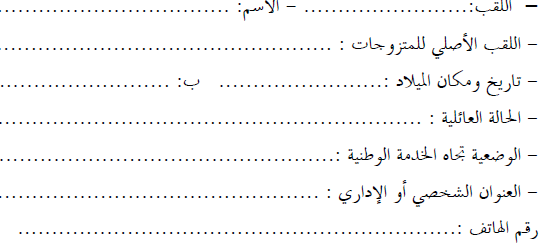 – اللقب:........................ – الاسم: ..................................
– اللقب الأصلي للمتزوجات : ................................................
– تاريخ ومكان الميلاد :........................ ب: .........................
– الحالة العائلية : ..............................................................
– الوضعية تجاه الخدمة الوطنية :.................................................
– العنوان الشخصي أو الإداري : ................................................
رقم الهاتف :................................................................